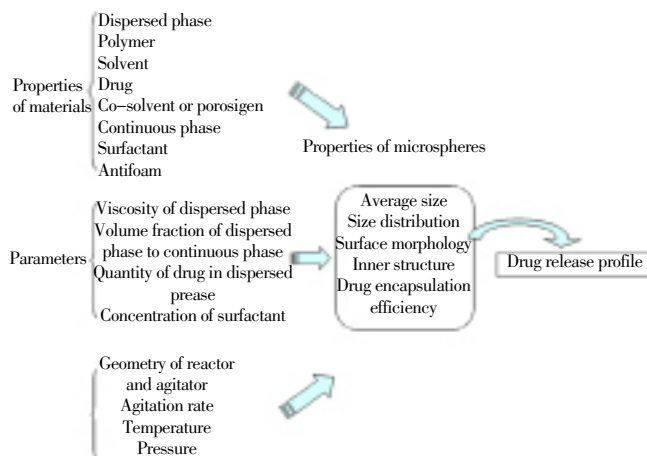 Properties
of materials
Dispersed phase
Polymer
Solvent
Drug
Co-solvent or porosigen
Continuous phase
Surfactant
Antifoam
Parameters
Viscosity of dispersed phase
Volume fraction of dispersed
phase to continuous phase
Quantity of drug in dispersed
prease
Concentration of surfactant
Geometry of reactor
and agitator
Agitation rate
Temperature
Pressure
Properties of microspheres
Average size
Size distribution
Surface morphology
Inner structure
Drug encapsulation
efficiency
Drug release profile